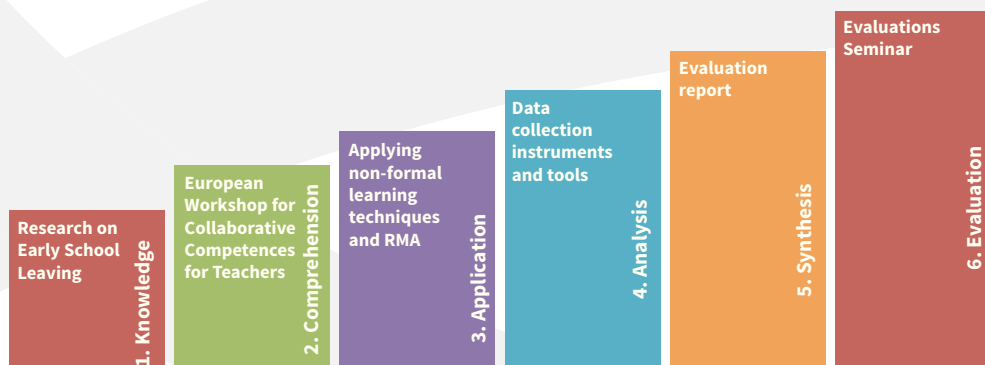 Research on
Early School
Leaving
1. Knowledge
European
Workshop for
Collaborative
Competences
for Teachers
2. Comprehension
Applying
non-formal
learning
techniques
and RMA
3. Application
Data
collection
instruments
and tools
4. Analysis
Evaluation
report
5. Synthesis
Evaluations
Seminar
6. Evaluation